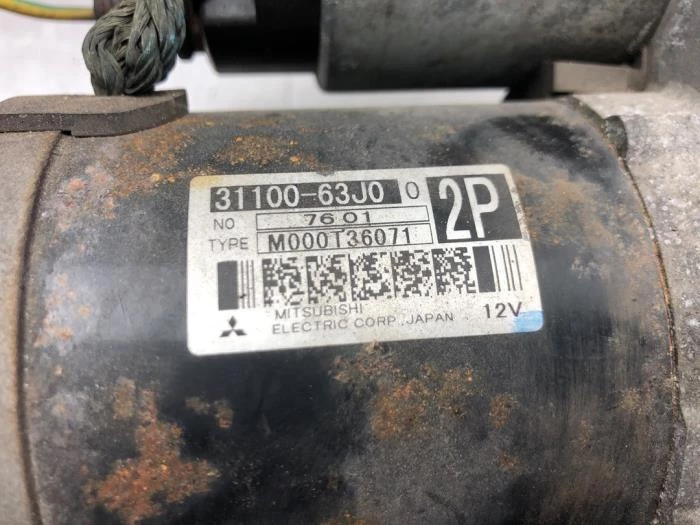 31100-63J0 0 2P
NO 7601
TYPE M000T36071
MITSUBISHI
ELECTRIC CORP. JAPAN 12V